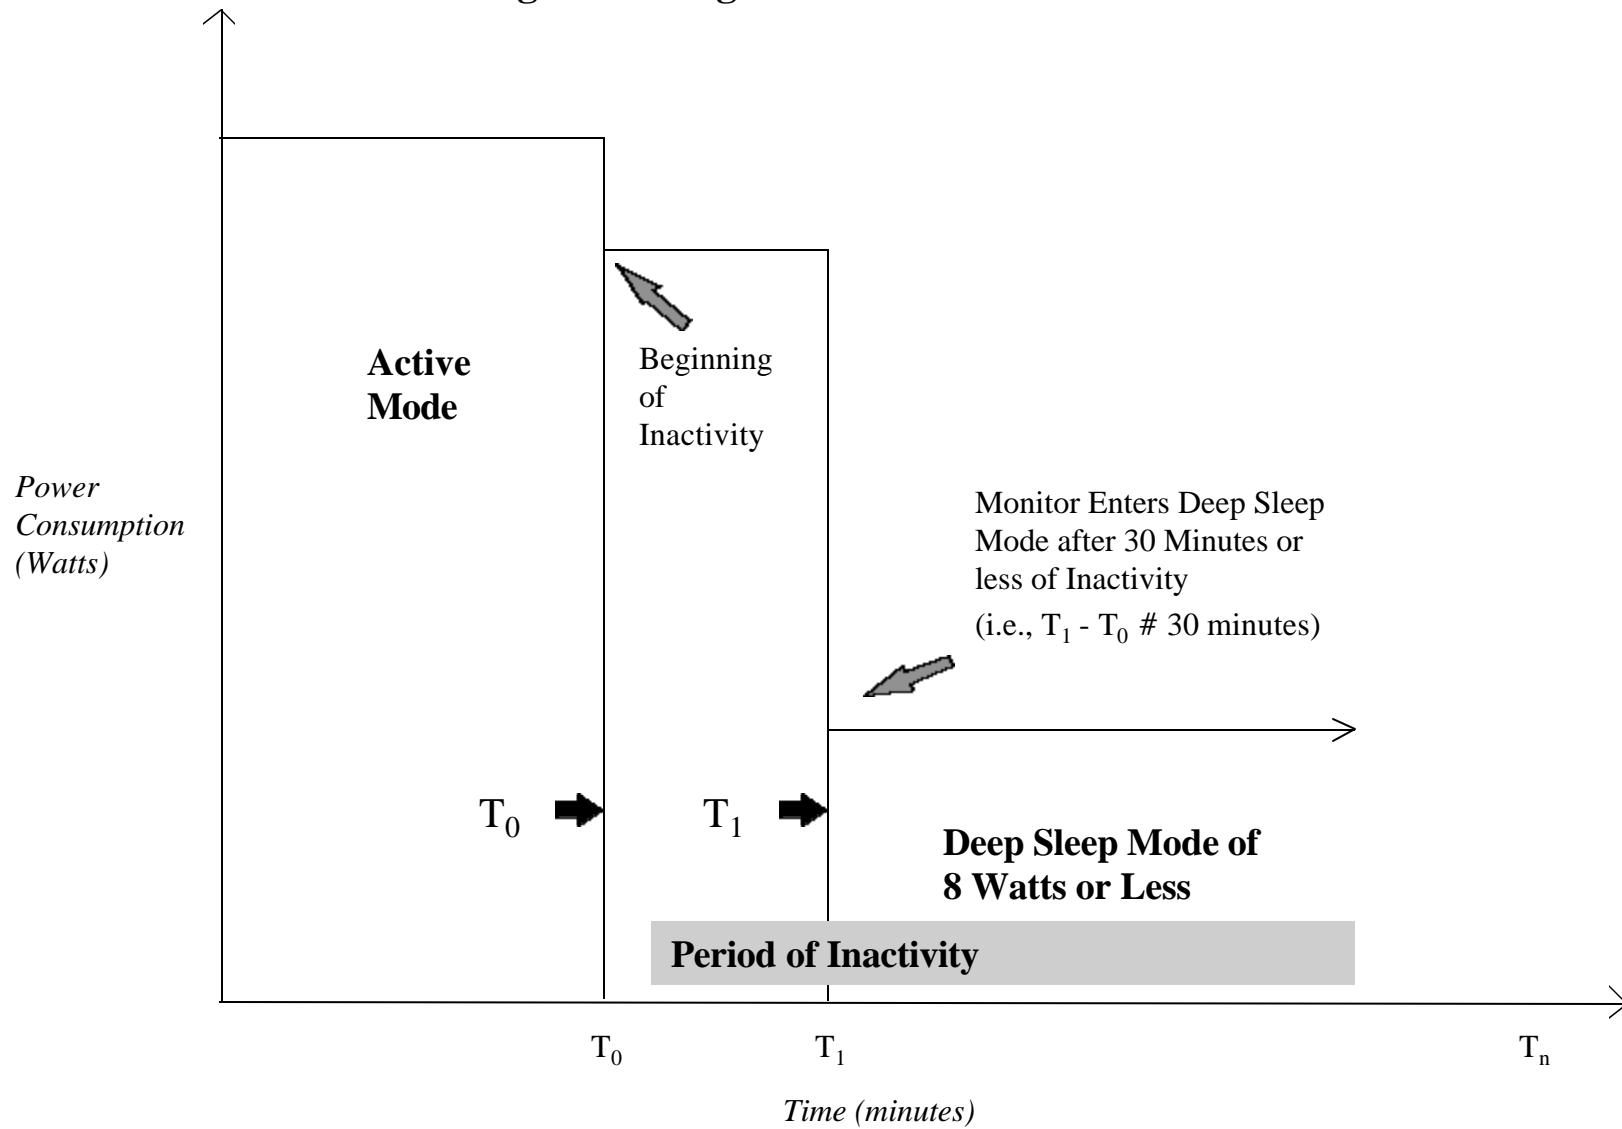 Active
Mode
Beginning
of
Inactivity
Power
Consumption
(Watts)
Monitor Enters Deep Sleep
Mode after 30 Minutes or
less of Inactivity
(i.e., T1 - T0 # 30 minutes)
T0
T1
Deep Sleep Mode of
8 Watts or Less
Period of Inactivity
T0 T1 Tn
Time (minutes)